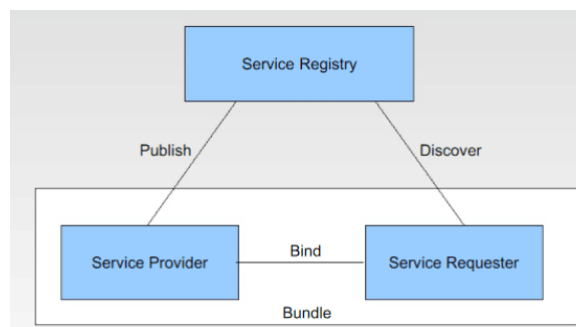 Service Registry
Publish
Discover
Service Provider
Bind
Service Requester
Bundle